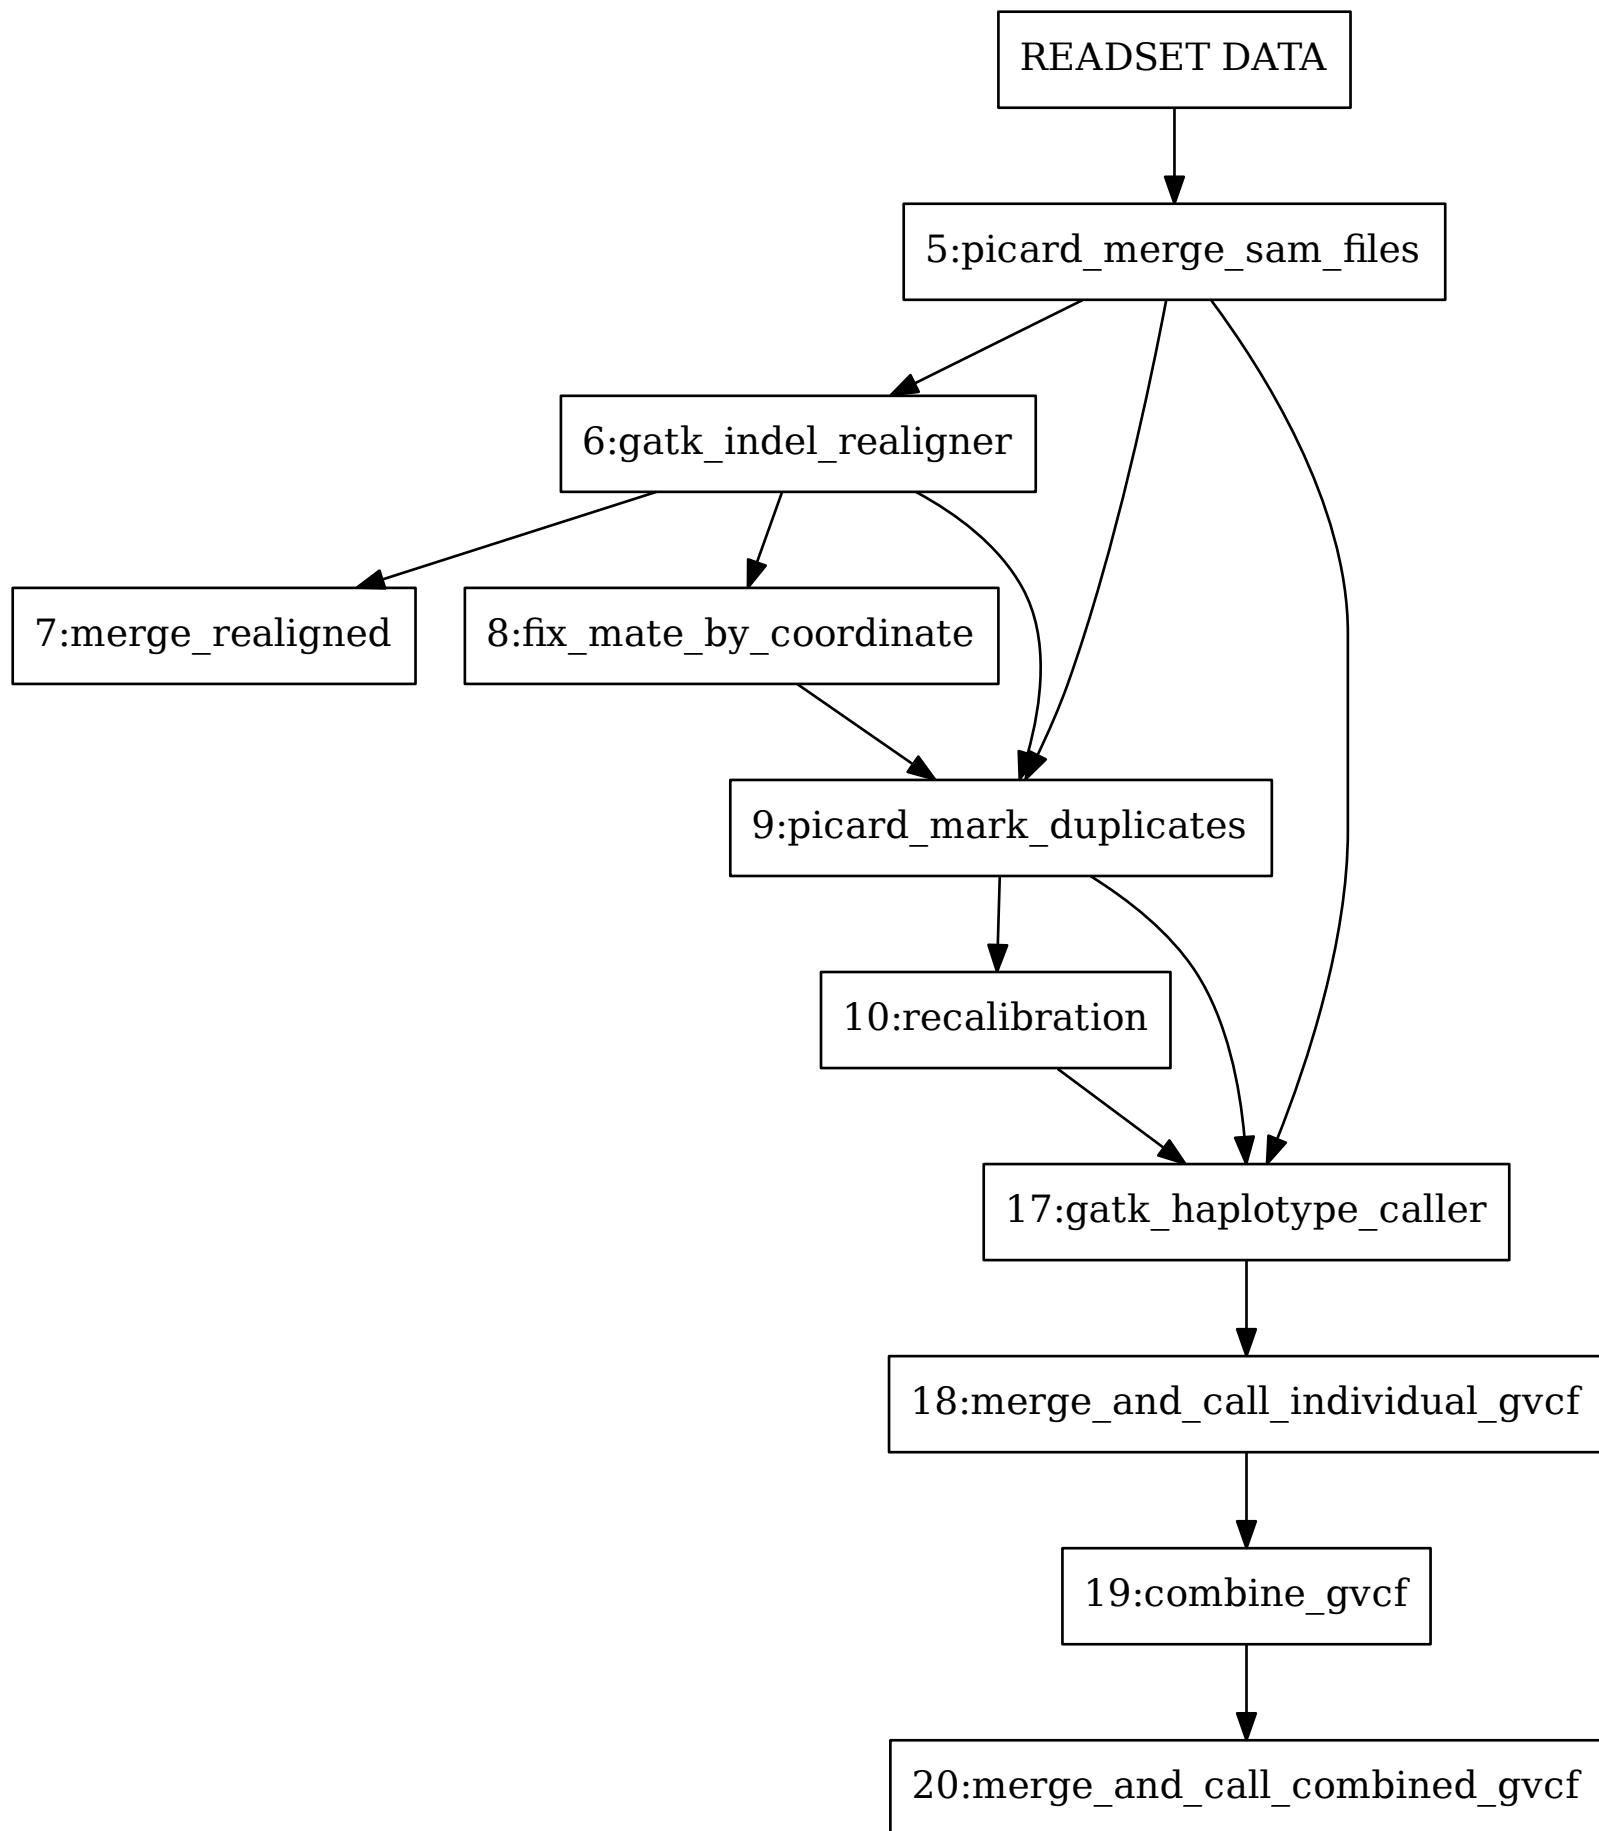 READSET DATA
5:picard_merge_sam_files
6:gatk_indel_realigner
7:merge_realigned
8:fix_mate_by_coordinate
9:picard_mark_duplicates
10:recalibration
17:gatk_haplotype_caller
18:merge_and_call_individual_gvcf
19:combine_gvcf
20:merge_and_call_combined_gvcf